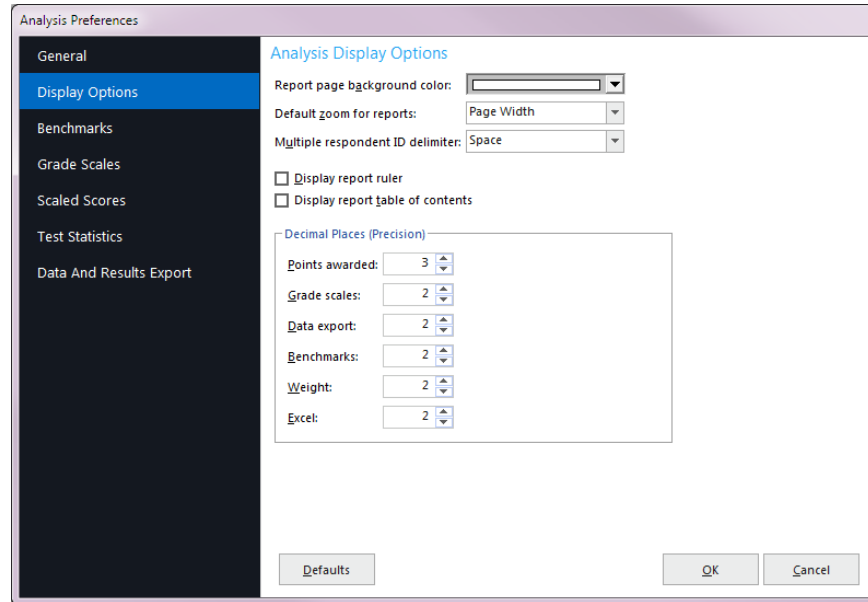 Analysis Preferences
General
Display Options
Benchmarks
Grade Scales
Scaled Scores
Test Statistics
Data And Results Export
Analysis Display Options
Report page background color:
Default zoom for reports: Page Width
Multiple respondent ID delimiter: Space
Display report ruler
Display report table of contents
Decimal Places (Precision)
Points awarded: 3
Grade scales: 2
Data export: 2
Benchmarks: 2
Weight: 2
Excel: 2
Defaults OK Cancel